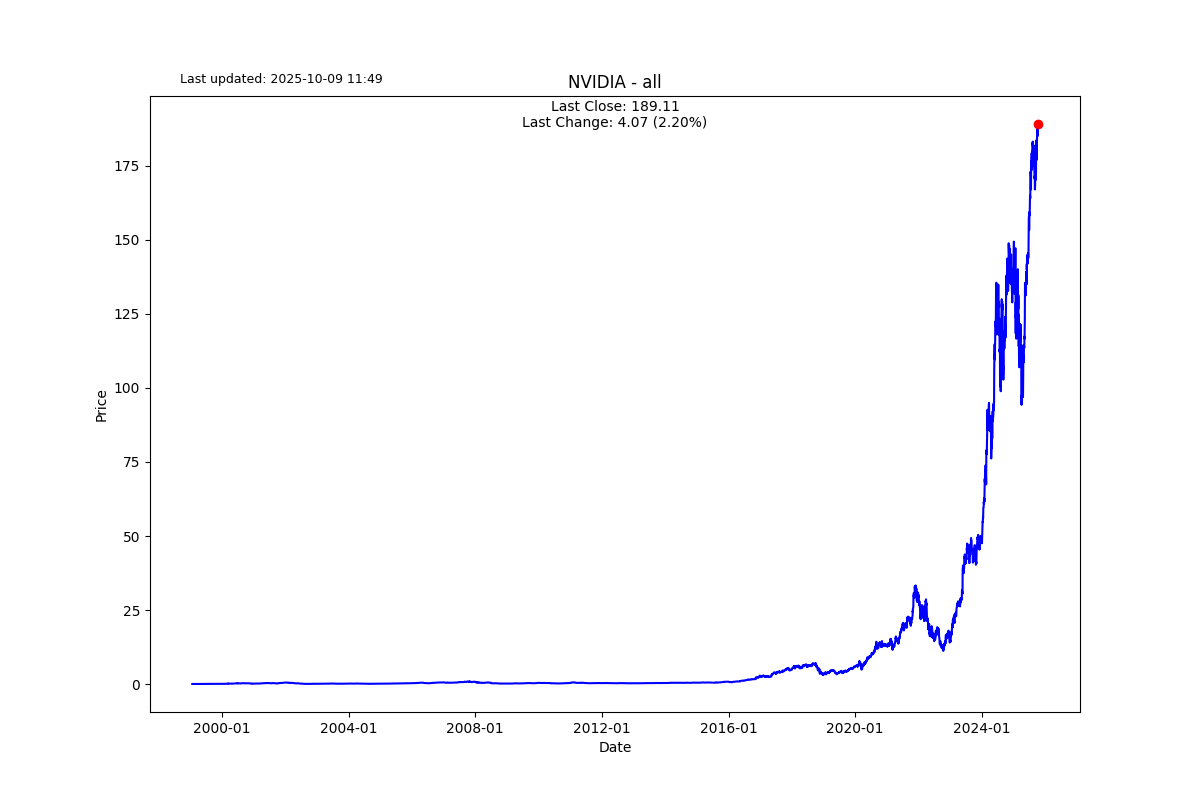 Last updated: 2025-10-09 11:49
NVIDIA - all
Last Close: 189.11
Last Change: 4.07 (2.20%)
175
150
125
100
75
50
25
0
Price
2000-01 2004-01 2008-01 2012-01 2016-01 2020-01 2024-01
Date